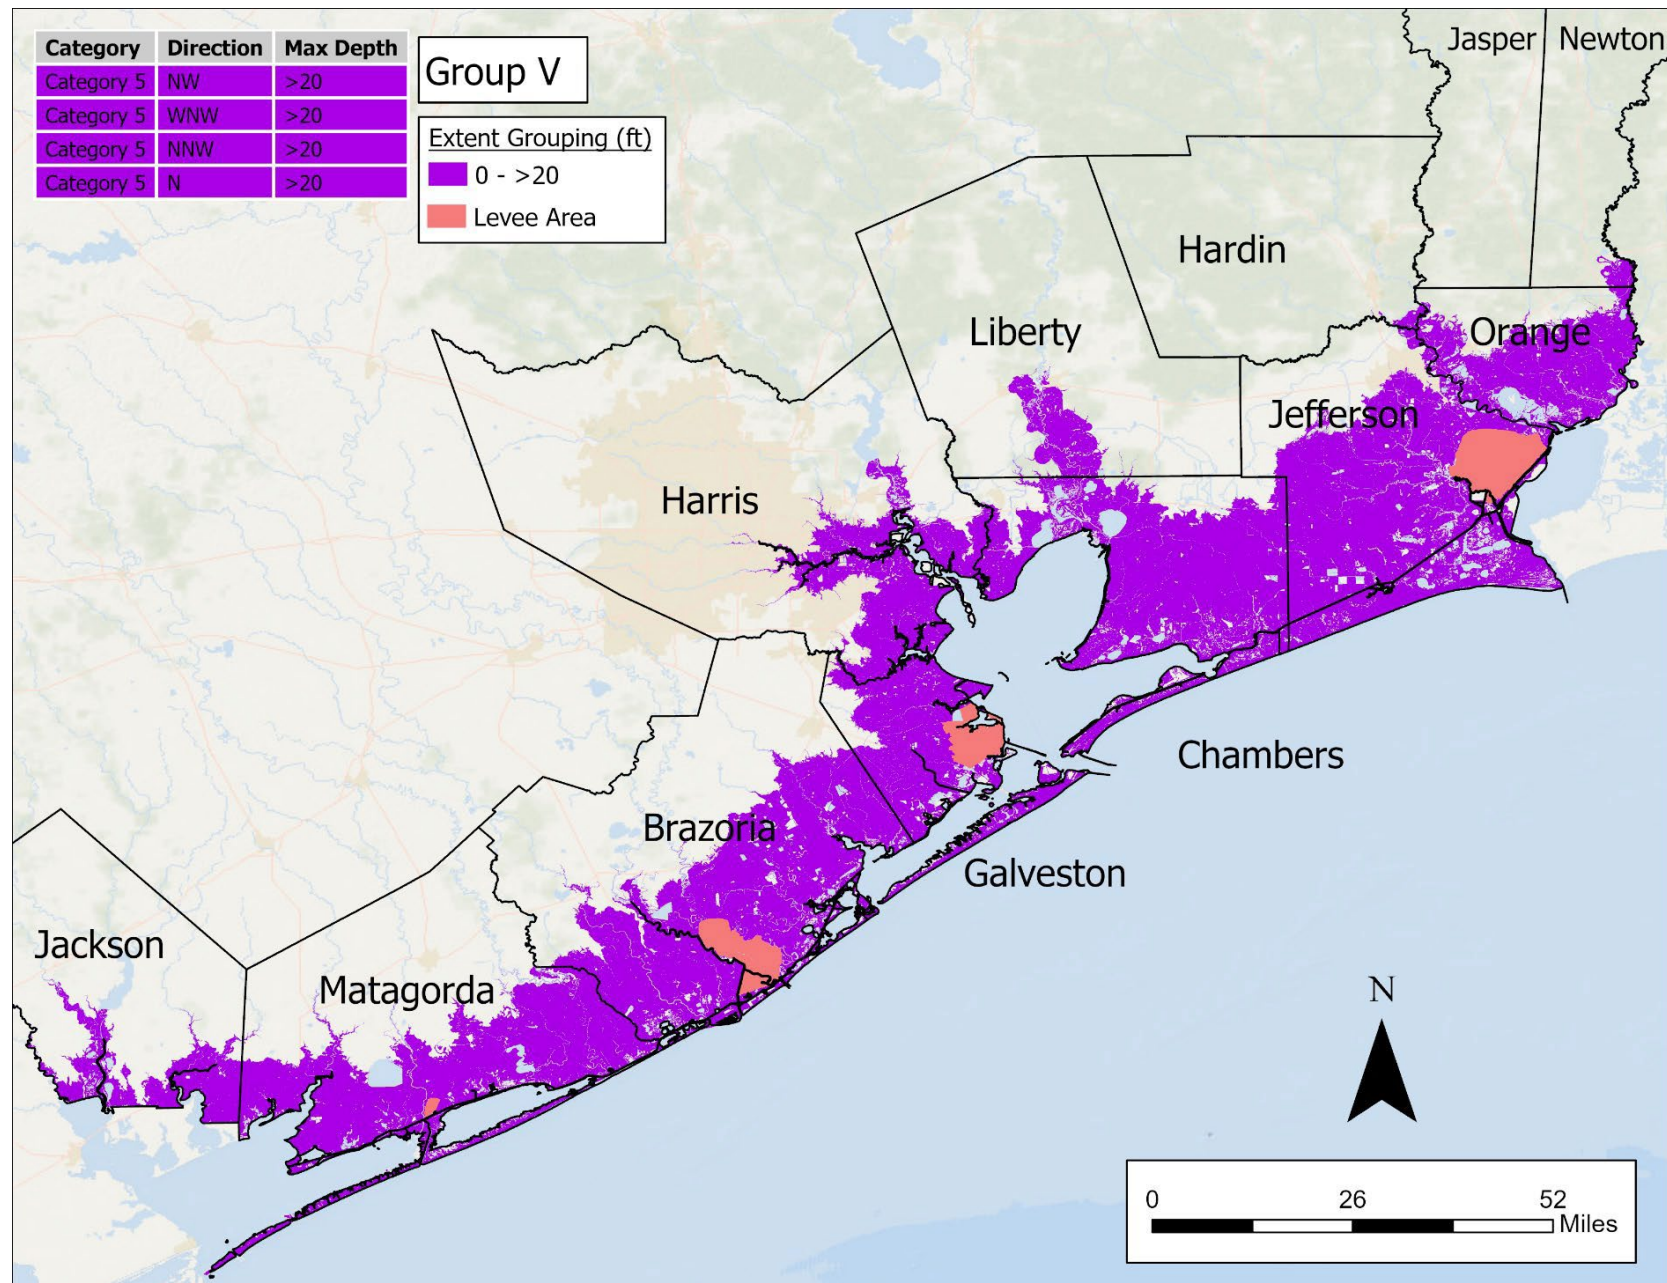 Category Direction Max Depth
Category 5 NW >20
Category 5 WNW >20
Category 5 NNW >20
Category 5 N >20
Group V
Extent Grouping (ft)
0 - >20
Levee Area
Jasper Newton
Hardin
Liberty
Orange
Jefferson
Harris
Chambers
Brazoria
Galveston
Jackson
Matagorda
N
0 26 52
Miles